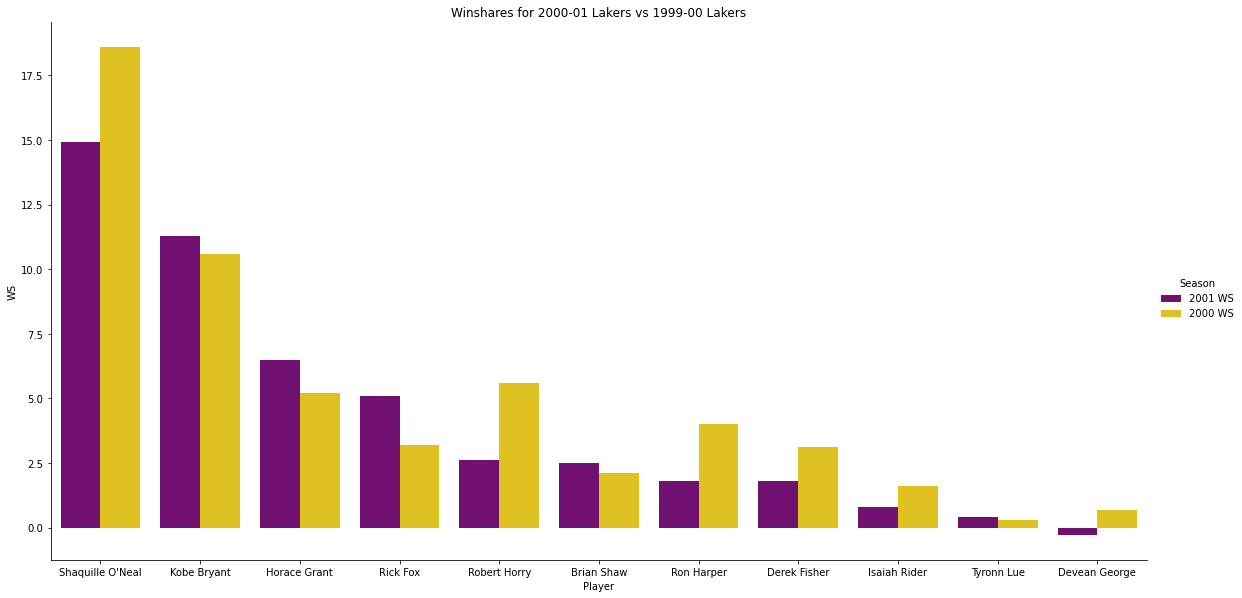 Winshares for 2000-01 Lakers vs 1999-00 Lakers
17.5
15.0
12.5
10.0
7.5
5.0
2.5
0.0
WS
Season
2001 WS
2000 WS
Shaquille O'Neal
Kobe Bryant
Horace Grant
Rick Fox
Robert Horry
Brian Shaw
Ron Harper
Derek Fisher
Isaiah Rider
Tyronn Lue
Devean George
Player